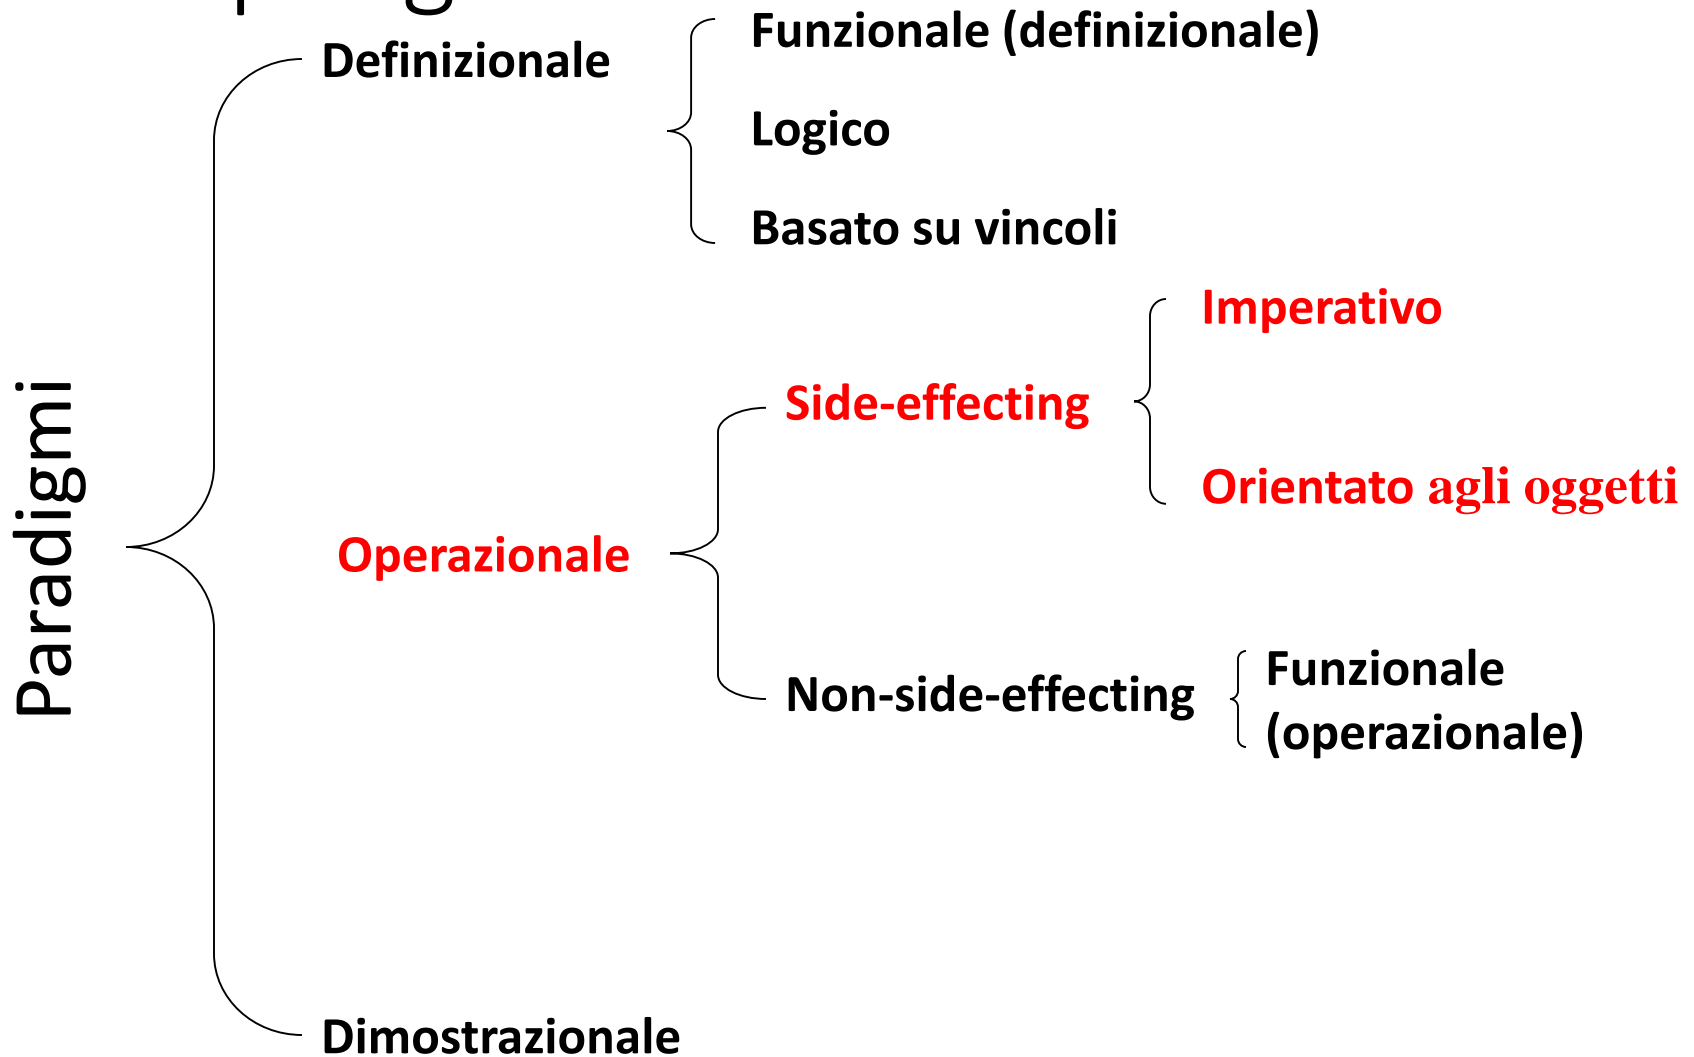 Paradigmi
Definizionale
Funzionale (definizionale)
Logico
Basato su vincoli
Operazionale
Side-effecting
Imperativo
Orientato agli oggetti
Non-side-effecting
Funzionale
(operazionale)
Dimostrazionale